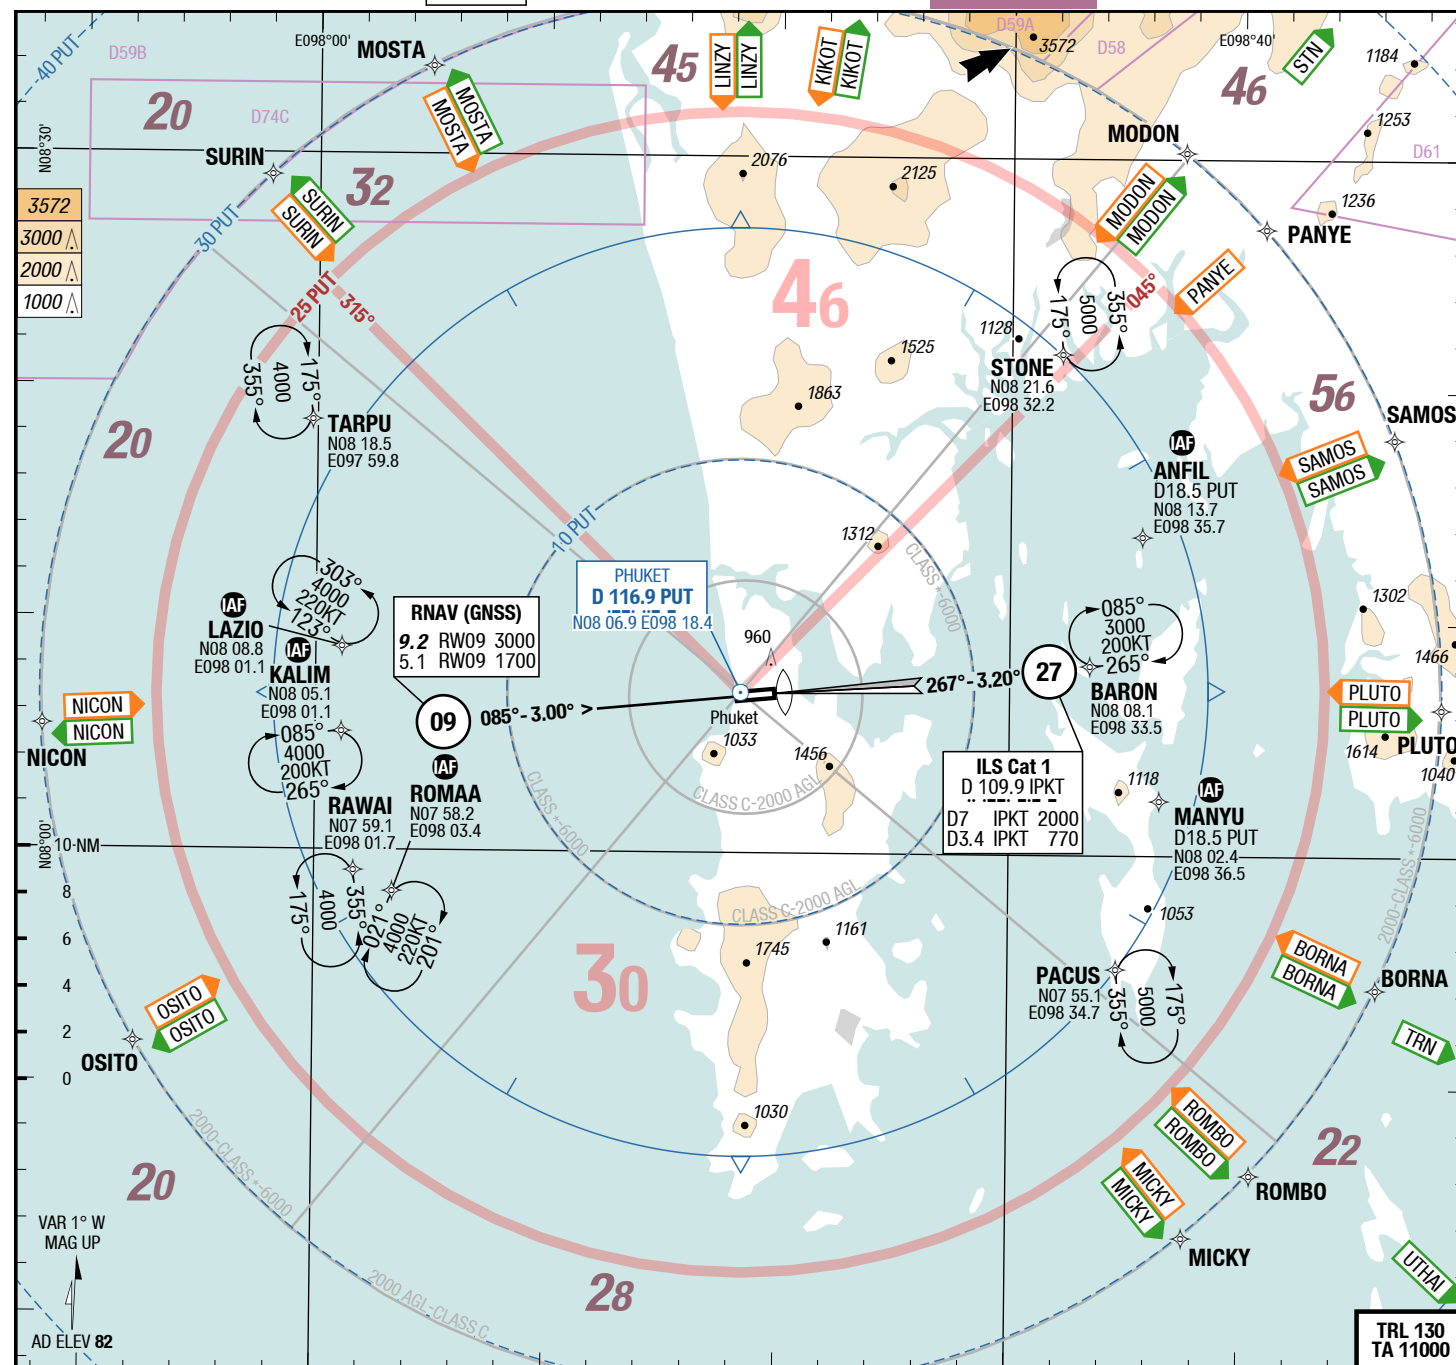 D59A
-40 PUT
D59B
E098°00'
MOSTA
45
LINZY
LINZY
KIKOT
KIKOT
3572
D58
E098°40'
STN
1184
46
20
D74C
MOSTA
MOSTA
N08°30'
SURIN
32
2076
2125
MODON
1253
D61
1236
3572
3000
2000
1000
SURIN
SURIN
30 PUT
MODON
MODON
PANYE
PANYE
25 PUT
315°
46
045°
175°
5000
355°
1128
STONE
N08 21.6
E098 32.2
1525
1863
175°
4000
355°
TARPU
N08 18.5
E097 59.8
20
56
SAMOS
SAMOS
SAMOS
IAF
ANFIL
D18.5 PUT
N08 13.7
E098 35.7
10 PUT
1312
CLASS *-6000
303°
4000
220KT
123°
IAF
LAZIO
N08 08.8
E098 01.1
IAF
KALIM
N08 05.1
E098 01.1
RNAV (GNSS)
9.2 RW09 3000
5.1 RW09 1700
PHUKET
D 116.9 PUT
N08 06.9 E098 18.4
960
085°
3000
200KT
265°
1302
1466
NICON
NICON
NICON
09
085°- 3.00° >
Phuket
267°- 3.20°
27
BARON
N08 08.1
E098 33.5
PLUTO
PLUTO
PLUTO
1614
1040
085°
4000
200KT
265°
IAF
ROMAA
N07 58.2
E098 03.4
RAWAI
N07 59.1
E098 01.7
1033
1456
CLASS C-2000 AGL
CLASS *-6000
ILS Cat 1
D 109.9 IPKT
D7 IPKT 2000
D3.4 IPKT 770
1118
IAF
MANYU
D18.5 PUT
N08 02.4
E098 36.5
N08°00'
10 NM
8
6
4
2
0
175°
4000
355°
021°
4000
220KT
201°
CLASS C-2000 AGL
2000-CLASS *-6000
1053
1745
1161
30
PACUS
N07 55.1
E098 34.7
355°
5000
175°
BORNA
BORNA
BORNA
OSITO
OSITO
OSITO
TRN
1030
2000-CLASS *-6000
ROMBO
ROMBO
22
20
MICKY
MICKY
ROMBO
VAR 1° W
MAG UP
MICKY
UTHAI
28
2000 AGL-CLASS C
AD ELEV 82
TRL 130
TA 11000